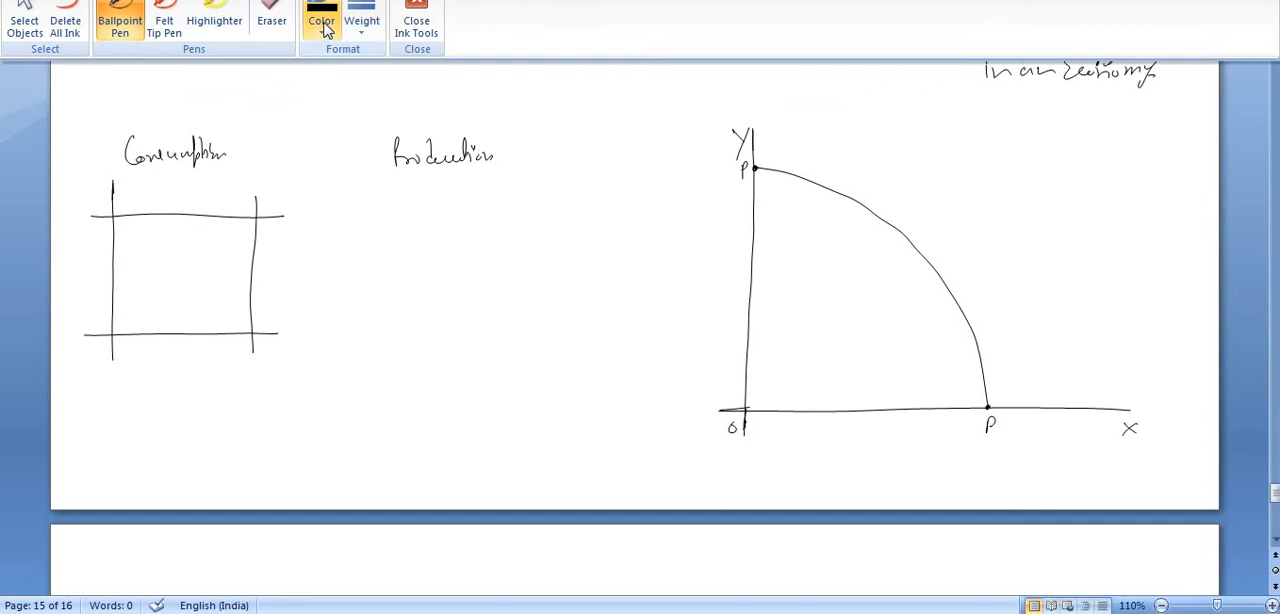 Select Objects
Delete All Ink
Ballpoint Pen
Felt Tip Pen
Highlighter
Eraser
Color
Weight
Close Ink Tools
Select
Pens
Format
Close
in an Economy
Consumption
Production
Y
P
O
P
X
Page: 15 of 16
Words: 0
English (India)
110%